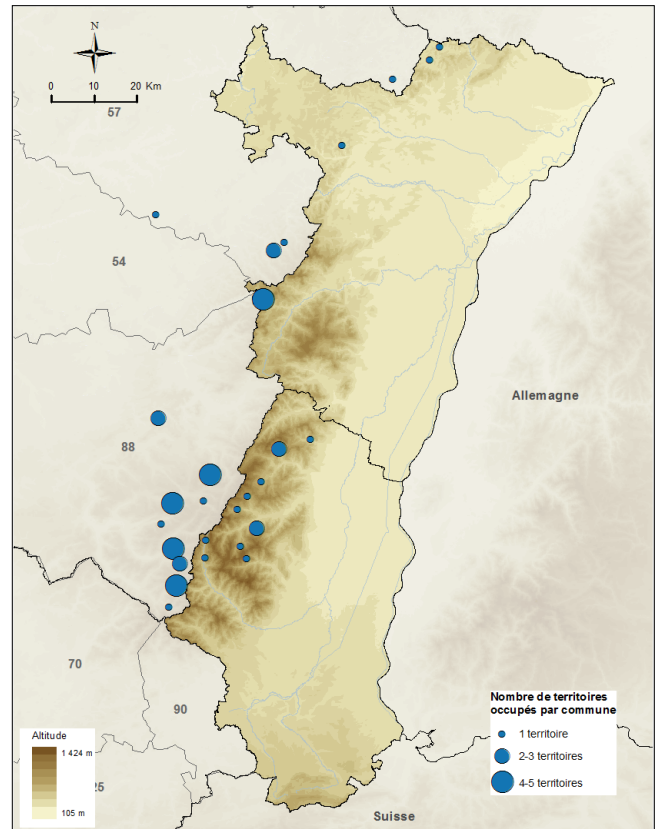 N
0 10 20 Km
57
54
Allemagne
88
70
90
25
Suisse
Altitude
1 424 m
105 m
Nombre de territoires
occupés par commune
1 territoire
2-3 territoires
4-5 territoires